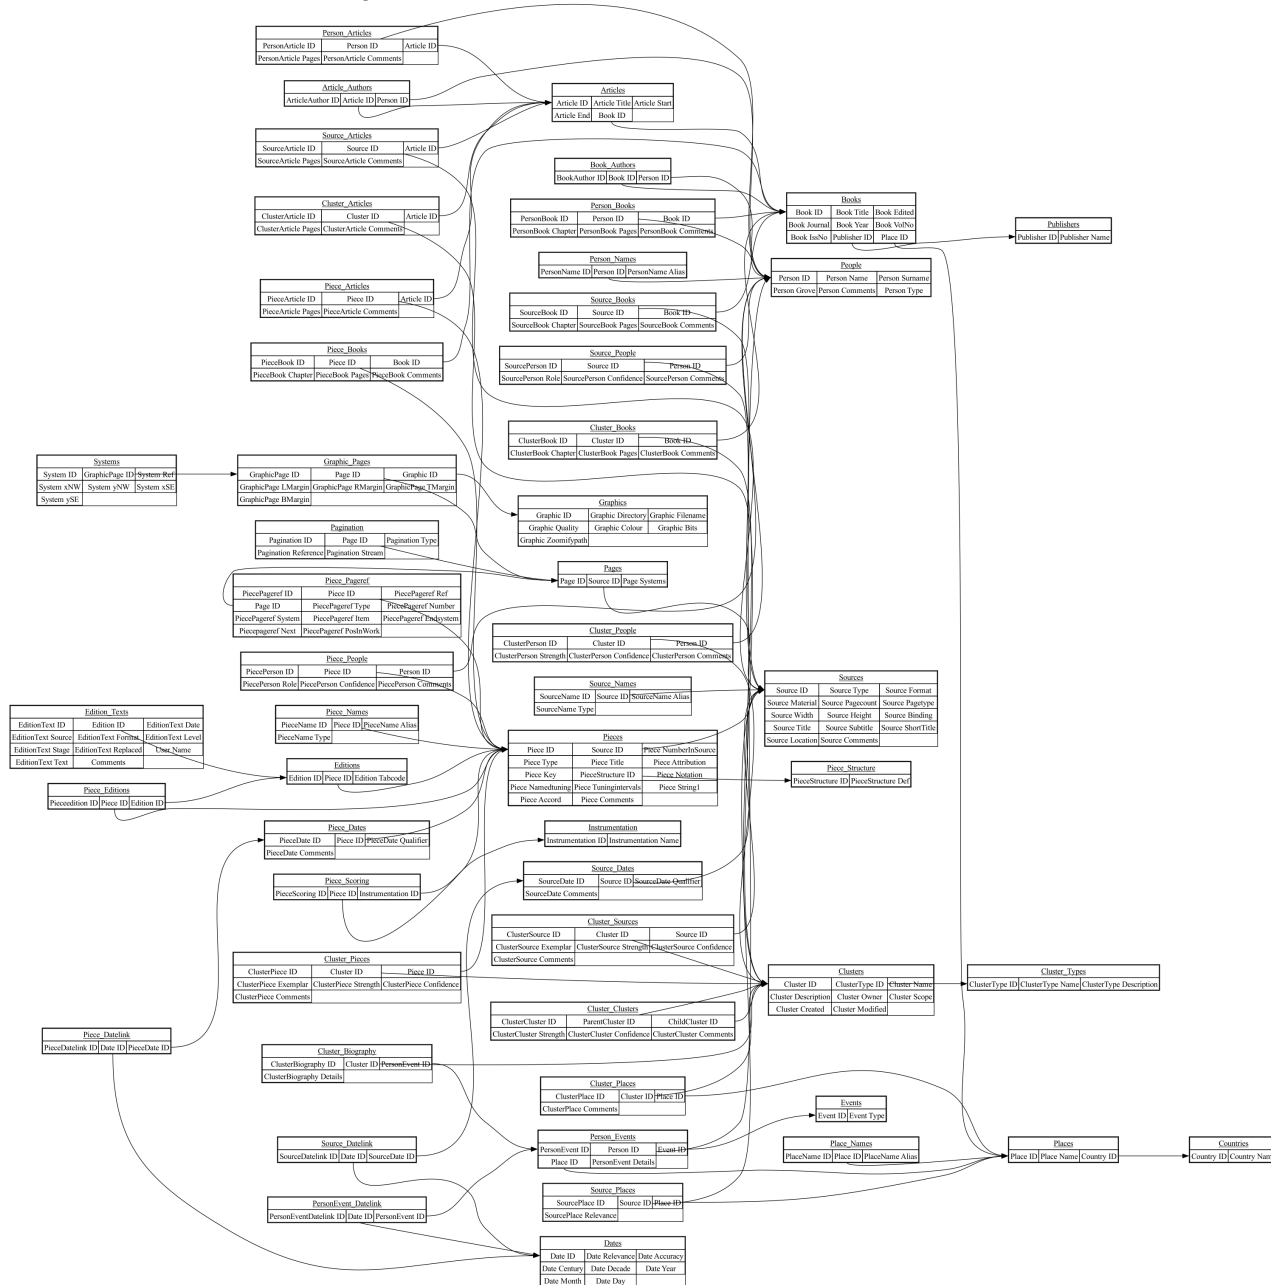 Person_Articles
PersonArticle ID Person ID Article ID
PersonArticle Pages PersonArticle Comments
Article_Authors
ArticleAuthor ID Article ID Person ID
Articles
Article ID Article Title Article Start
Article End Book ID
Source_Articles
SourceArticle ID Source ID Article ID
SourceArticle Pages SourceArticle Comments
Book_Authors
BookAuthor ID Book ID Person ID
Cluster_Articles
ClusterArticle ID Cluster ID Article ID
ClusterArticle Pages ClusterArticle Comments
Person_Books
PersonBook ID Person ID Book ID
PersonBook Chapter PersonBook Pages PersonBook Comments
Books
Book ID Book Title Book Edited
Book Journal Book Year Book VolNo
Book IssNo Publisher ID Place ID
Publishers
Publisher ID Publisher Name
Person_Names
PersonName ID Person ID PersonName Alias
People
Person ID Person Name Person Surname
Person Grove Person Comments Person Type
Piece_Articles
PieceArticle ID Piece ID Article ID
PieceArticle Pages PieceArticle Comments
Source_Books
SourceBook ID Source ID Book ID
SourceBook Chapter SourceBook Pages SourceBook Comments
Piece_Books
PieceBook ID Piece ID Book ID
PieceBook Chapter PieceBook Pages PieceBook Comments
Source_People
SourcePerson ID Source ID Person ID
SourcePerson Role SourcePerson Confidence SourcePerson Comments
Cluster_Books
ClusterBook ID Cluster ID Book ID
ClusterBook Chapter ClusterBook Pages ClusterBook Comments
Systems
System ID GraphicPage ID System Ref
System xNW System yNW System xSE
System ySE
Graphic_Pages
GraphicPage ID Page ID Graphic ID
GraphicPage LMargin GraphicPage RMargin GraphicPage TMargin
GraphicPage BMargin
Graphics
Graphic ID Graphic Directory Graphic Filename
Graphic Quality Graphic Colour Graphic Bits
Graphic Zoomifypath
Pagination
Pagination ID Page ID Pagination Type
Pagination Reference Pagination Stream
Pages
Page ID Source ID Page Systems
Piece_Pageref
PiecePageref ID Piece ID PiecePageref Ref
Page ID PiecePageref Type PiecePageref Number
PiecePageref System PiecePageref Item PiecePageref Endsystem
Piecepageref Next PiecePageref PosInWork
Cluster_People
ClusterPerson ID Cluster ID Person ID
ClusterPerson Strength ClusterPerson Confidence ClusterPerson Comments
Piece_People
PiecePerson ID Piece ID Person ID
PiecePerson Role PiecePerson Confidence PiecePerson Comments
Source_Names
SourceName ID Source ID SourceName Alias
SourceName Type
Sources
Source ID Source Type Source Format
Source Material Source Pagecount Source Pagetype
Source Width Source Height Source Binding
Source Title Source Subtitle Source ShortTitle
Source Location Source Comments
Edition_Texts
EditionText ID Edition ID EditionText Date
EditionText Source EditionText Format EditionText Level
EditionText Stage EditionText Replaced User Name
EditionText Text Comments
Piece_Names
PieceName ID Piece ID PieceName Alias
PieceName Type
Pieces
Piece ID Source ID Piece NumberInSource
Piece Type Piece Title Piece Attribution
Piece Key PieceStructure ID Piece Notation
Piece Namedtuning Piece Tuningintervals Piece String1
Piece Accord Piece Comments
Editions
Edition ID Piece ID Edition Tabcode
Piece_Structure
PieceStructure ID PieceStructure Def
Piece_Editions
Pieceedition ID Piece ID Edition ID
Piece_Dates
PieceDate ID Piece ID PieceDate Qualifier
PieceDate Comments
Instrumentation
Instrumentation ID Instrumentation Name
Piece_Scoring
PieceScoring ID Piece ID Instrumentation ID
Source_Dates
SourceDate ID Source ID SourceDate Qualifier
SourceDate Comments
Cluster_Sources
ClusterSource ID Cluster ID Source ID
ClusterSource Exemplar ClusterSource Strength ClusterSource Confidence
ClusterSource Comments
Cluster_Pieces
ClusterPiece ID Cluster ID Piece ID
ClusterPiece Exemplar ClusterPiece Strength ClusterPiece Confidence
ClusterPiece Comments
Clusters
Cluster ID ClusterType ID Cluster Name
Cluster Description Cluster Owner Cluster Scope
Cluster Created Cluster Modified
Cluster_Types
ClusterType ID ClusterType Name ClusterType Description
Cluster_Clusters
ClusterCluster ID ParentCluster ID ChildCluster ID
ClusterCluster Strength ClusterCluster Confidence ClusterCluster Comments
Piece_Datelink
PieceDatelink ID Date ID PieceDate ID
Cluster_Biography
ClusterBiography ID Cluster ID PersonEvent ID
ClusterBiography Details
Cluster_Places
ClusterPlace ID Cluster ID Place ID
ClusterPlace Comments
Events
Event ID Event Type
Source_Datelink
SourceDatelink ID Date ID SourceDate ID
Person_Events
PersonEvent ID Person ID Event ID
Place ID PersonEvent Details
Place_Names
PlaceName ID Place ID PlaceName Alias
Places
Place ID Place Name Country ID
Countries
Country ID Country Name
Source_Places
SourcePlace ID Source ID Place ID
SourcePlace Relevance
PersonEvent_Datelink
PersonEventDatelink ID Date ID PersonEvent ID
Dates
Date ID Date Relevance Date Accuracy
Date Century Date Decade Date Year
Date Month Date Day